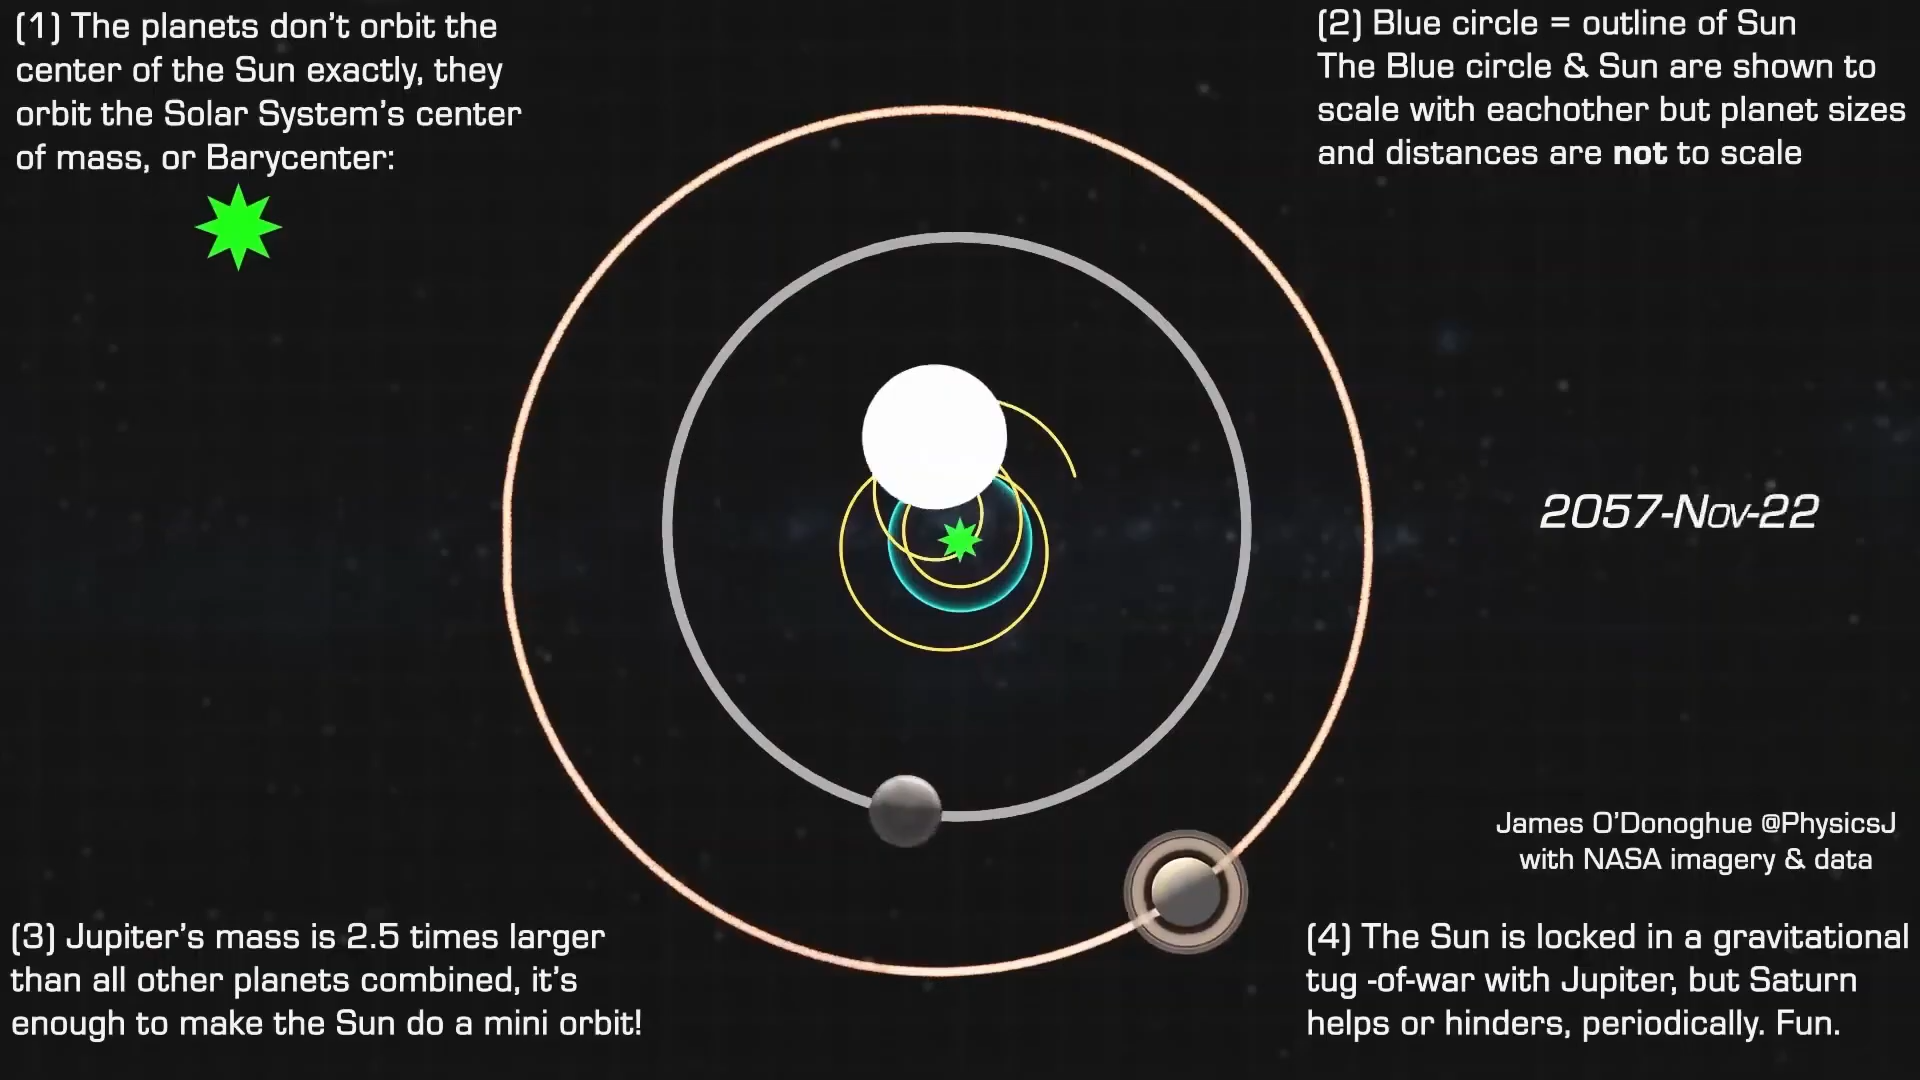 (1) The planets don't orbit the
center of the Sun exactly, they
orbit the Solar System's center
of mass, or Barycenter:
(2) Blue circle = outline of Sun
The Blue circle & Sun are shown to
scale with eachother but planet sizes
and distances are not to scale
2057-Nov-22
James O'Donoghue @PhysicsJ
with NASA imagery & data
(3) Jupiter's mass is 2.5 times larger
than all other planets combined, it's
enough to make the Sun do a mini orbit!
(4) The Sun is locked in a gravitational
tug -of-war with Jupiter, but Saturn
helps or hinders, periodically. Fun.